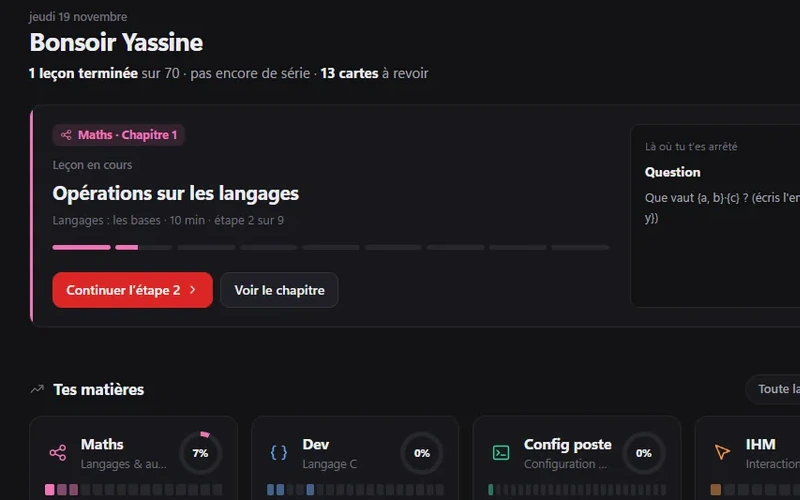 jeudi 19 novembre
Bonsoir Yassine
1 leçon terminée sur 70 · pas encore de série · 13 cartes à revoir
Maths · Chapitre 1
Leçon en cours
Opérations sur les langages
Langages : les bases · 10 min · étape 2 sur 9
Continuer l'étape 2
Voir le chapitre
Là où tu t'es arrêté
Question
Que vaut {a, b}·{c} ? (écris l'en
y})
Tes matières
Toute la
Maths
Langages & au...
7%
Dev
Langage C
0%
Config poste
Configuration ...
0%
IHM
Interaction